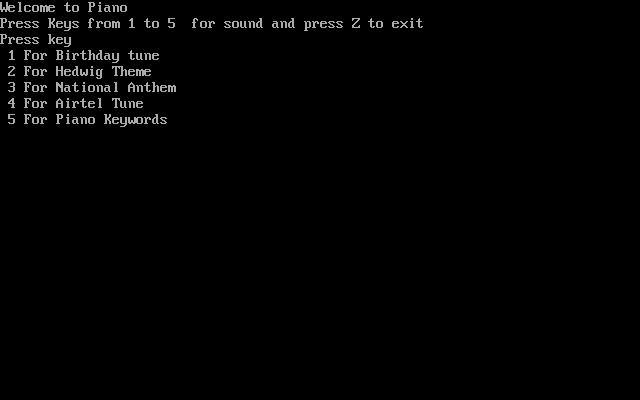 Welcome to Piano
Press Keys from 1 to 5  for sound and press Z to exit
Press key
 1 For Birthday tune
 2 For Hedwig Theme
 3 For National Anthem
 4 For Airtel Tune
 5 For Piano Keywords